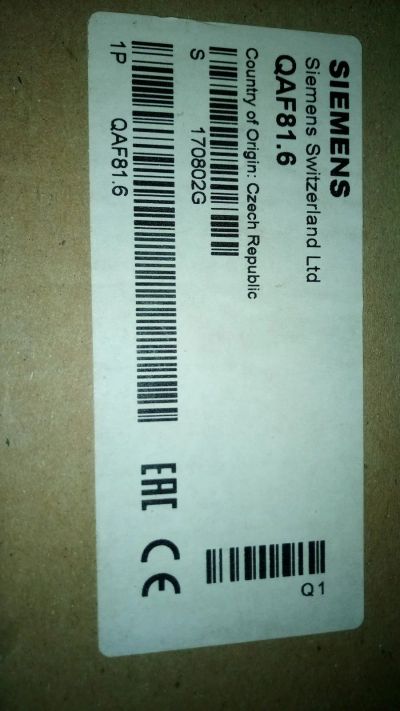 SIEMENS
Siemens Switzerland Ltd
QAF81.6
Country of Origin: Czech Republic
S 170802G
1P QAF81.6
EAC CE
Q1